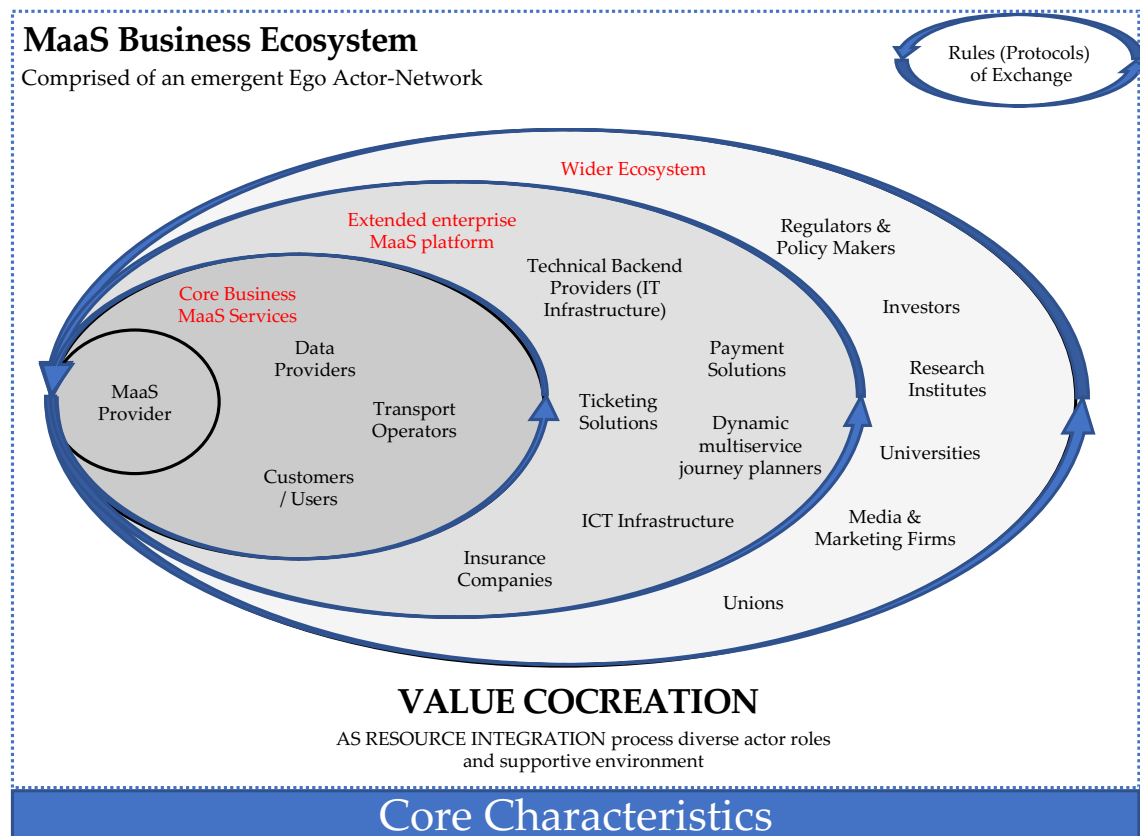 MaaS Business Ecosystem
Comprised of an emergent Ego Actor-Network
Rules (Protocols)
of Exchange
Wider Ecosystem
Extended enterprise
MaaS platform
Core Business
MaaS Services
MaaS
Provider
Data
Providers
Transport
Operators
Customers
/ Users
Technical Backend
Providers (IT
Infrastructure)
Payment
Solutions
Ticketing
Solutions
Dynamic
multiservice
journey planners
ICT Infrastructure
Insurance
Companies
Regulators &
Policy Makers
Investors
Research
Institutes
Universities
Media &
Marketing Firms
Unions
VALUE COCREATION
AS RESOURCE INTEGRATION process diverse actor roles
and supportive environment
Core Characteristics